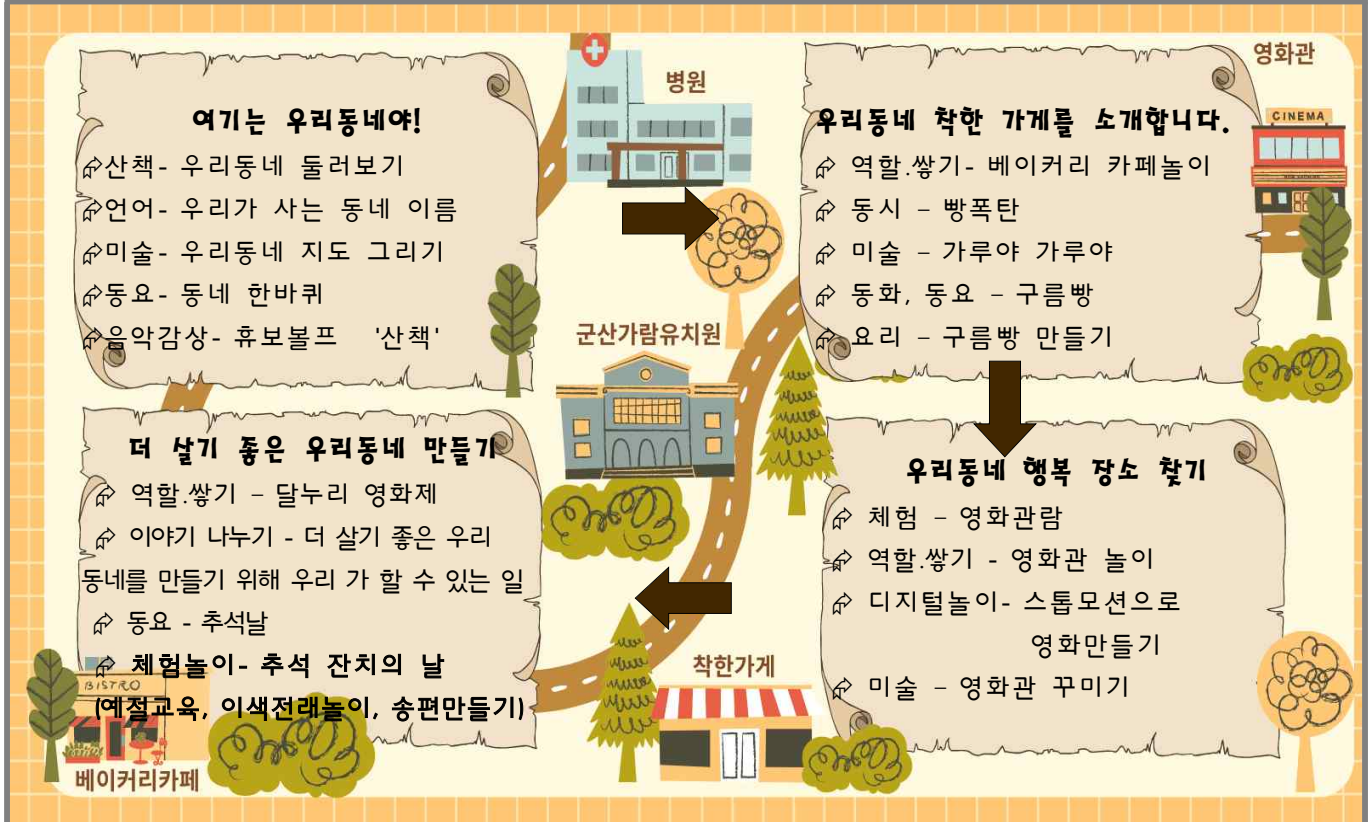 여기는 우리동네야!
산책- 우리동네 둘러보기
언어- 우리가 사는 동네 이름
미술- 우리동네 지도 그리기
동요- 동네 한바퀴
음악감상- 휴보볼프 '산책'
병원
우리동네 착한 가게를 소개합니다.
역할.쌓기- 베이커리 카페놀이
동시 – 빵폭탄
미술 – 가루야 가루야
동화, 동요 – 구름빵
요리 – 구름빵 만들기
영화관
CINEMA
군산가람유치원
우리동네 행복 장소 찾기
체험 – 영화관람
역할.쌓기 - 영화관 놀이
디지털놀이- 스톱모션으로
영화만들기
미술 – 영화관 꾸미기
착한가게
더 살기 좋은 우리동네 만들기
역할.쌓기 – 달누리 영화제
이야기 나누기 - 더 살기 좋은 우리
동네를 만들기 위해 우리 가 할 수 있는 일
동요 - 추석날
체험놀이- 추석 잔치의 날
(예절교육, 이색전래놀이, 송편만들기)
BISTRO
베이커리카페